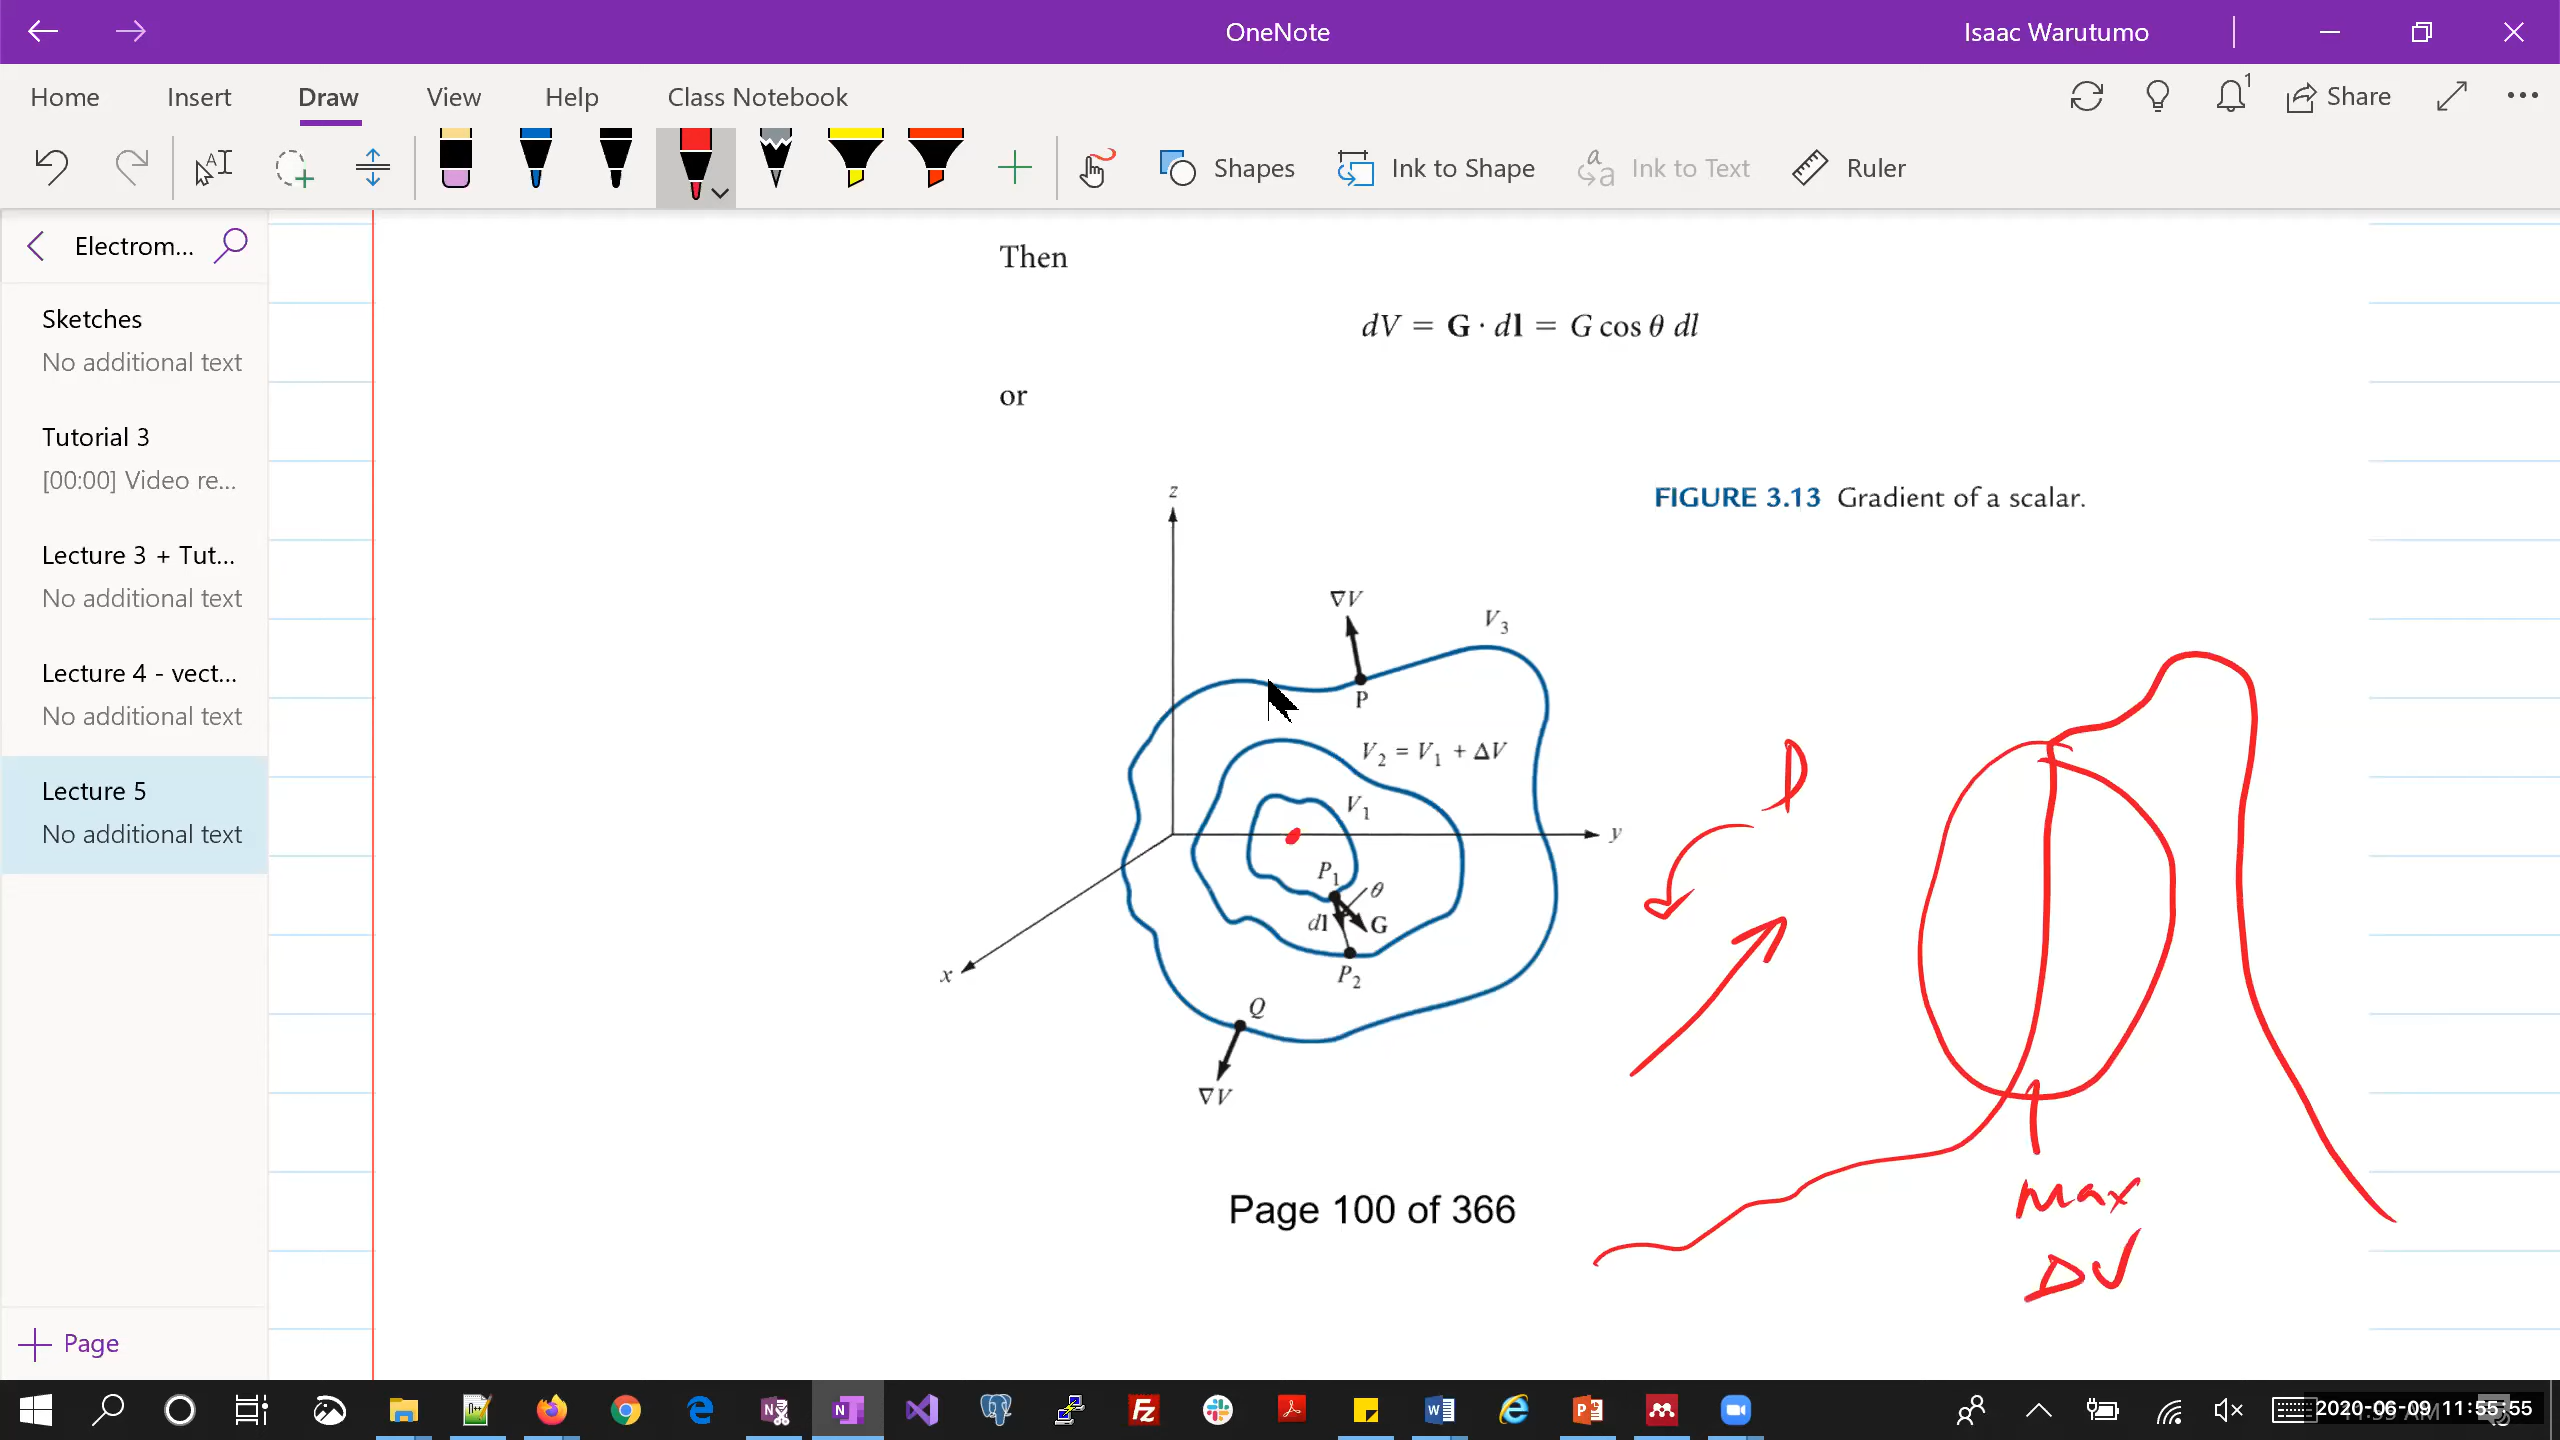 OneNote
Isaac Warutumo
Home Insert Draw View Help Class Notebook
1
Share
Shapes
Ink to Shape
Ink to Text
Ruler
Electrom...
Sketches
No additional text
Tutorial 3
[00:00] Video re...
Lecture 3 + Tut...
No additional text
Lecture 4 - vect...
No additional text
Lecture 5
No additional text
Page
Then
dV = G · dl = G cos θ dl
or
FIGURE 3.13 Gradient of a scalar.
z
∇V
V₃
P
V₂ = V₁ + ΔV
V₁
y
P₁
θ
dl
G
P₂
x
Q
∇V
D
max
ΔV
Page 100 of 366
2020-06-09 11:55:55